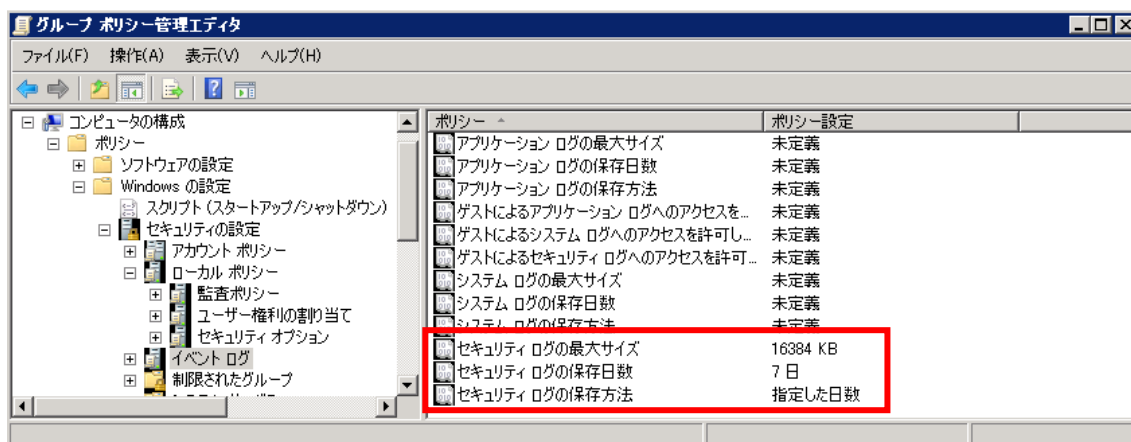 グループ ポリシー管理エディタ
ファイル(F) 操作(A) 表示(V) ヘルプ(H)
コンピュータの構成
ポリシー
ソフトウェアの設定
Windows の設定
スクリプト (スタートアップ/シャットダウン)
セキュリティの設定
アカウント ポリシー
ローカル ポリシー
監査ポリシー
ユーザー権利の割り当て
セキュリティ オプション
イベント ログ
制限されたグループ
ポリシー ポリシー設定
アプリケーション ログの最大サイズ 未定義
アプリケーション ログの保存日数 未定義
アプリケーション ログの保存方法 未定義
ゲストによるアプリケーション ログへのアクセスを... 未定義
ゲストによるシステム ログへのアクセスを許可し... 未定義
ゲストによるセキュリティ ログへのアクセスを許可... 未定義
システム ログの最大サイズ 未定義
システム ログの保存日数 未定義
システム ログの保存方法 未定義
セキュリティ ログの最大サイズ 16384 KB
セキュリティ ログの保存日数 7 日
セキュリティ ログの保存方法 指定した日数